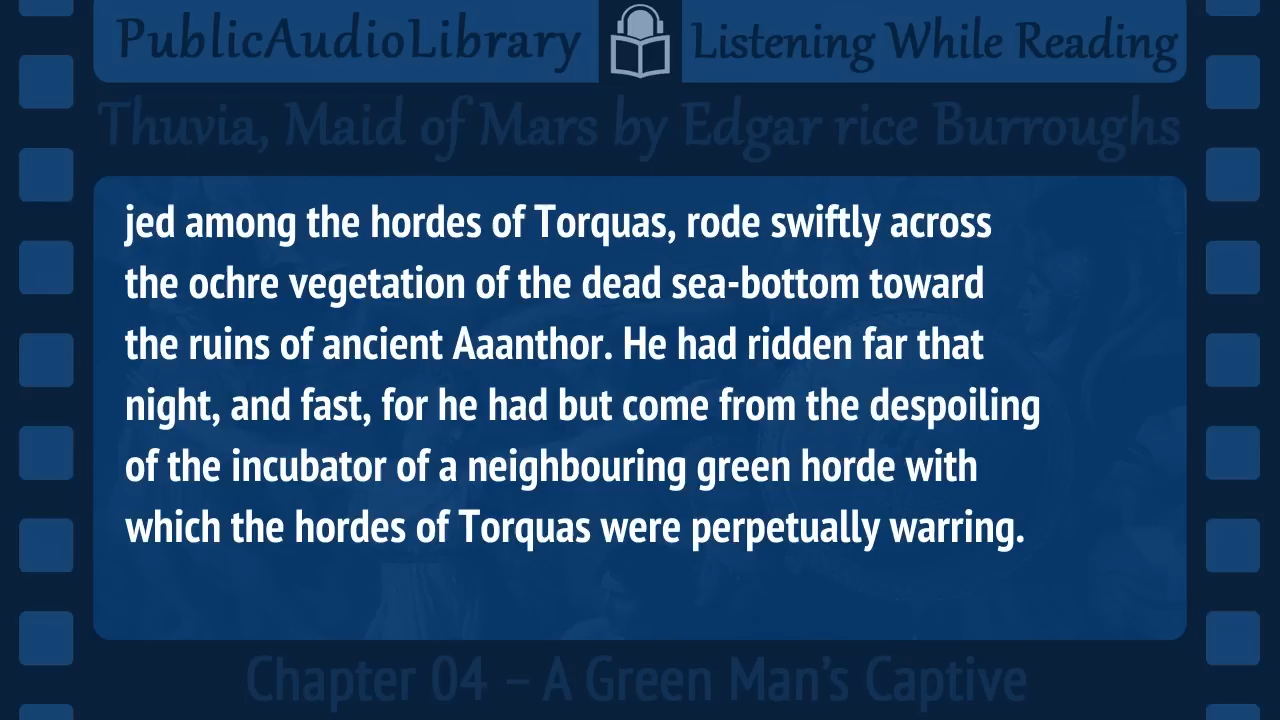 PublicAudioLibrary Listening While Reading
Thuvia, Maid of Mars by Edgar rice Burroughs
jed among the hordes of Torquas, rode swiftly across
the ochre vegetation of the dead sea-bottom toward
the ruins of ancient Aaanthor. He had ridden far that
night, and fast, for he had but come from the despoiling
of the incubator of a neighbouring green horde with
which the hordes of Torquas were perpetually warring.
Chapter 04 – A Green Man's Captive